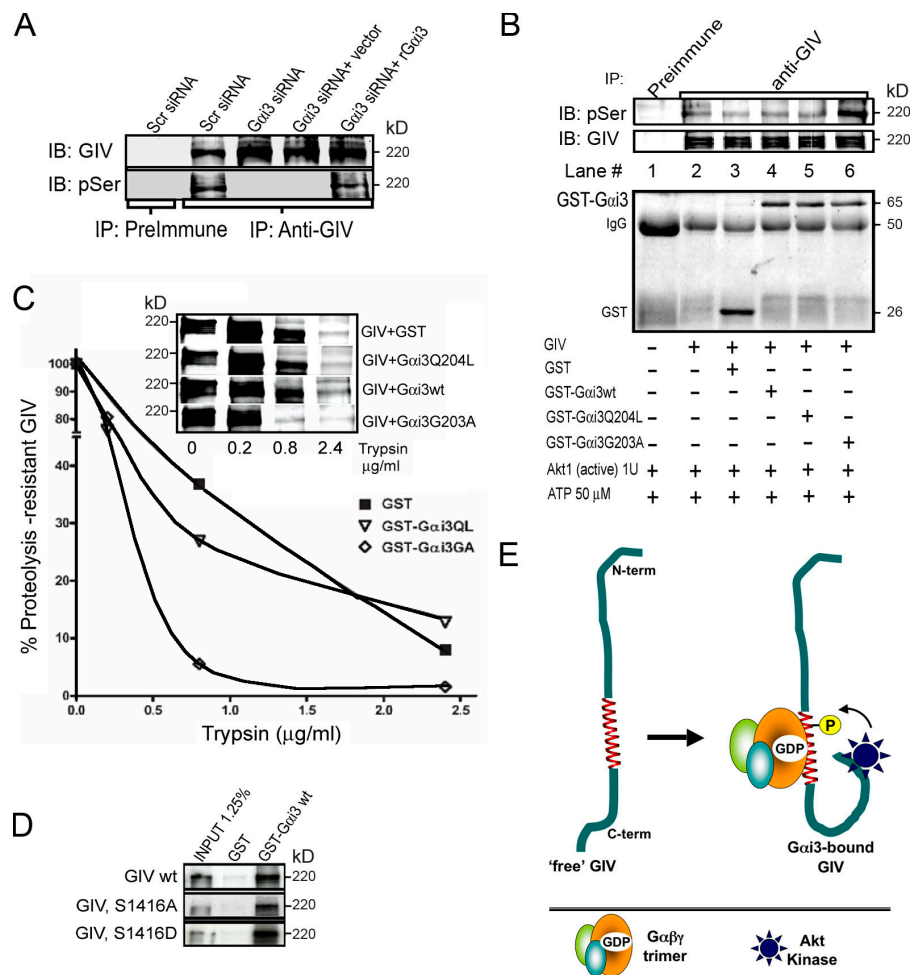 A
Scr siRNA
Scr siRNA
Gαi3 siRNA
Gαi3 siRNA+ vector
Gαi3 siRNA+ rGαi3
kD
IB: GIV
220
IB: pSer
220
IP: PreImmune
IP: Anti-GIV
B
IP:
Preimmune
anti-GIV
kD
IB: pSer
220
IB: GIV
220
Lane #
1 2 3 4 5 6
GST-Gαi3
65
IgG
50
GST
26
GIV – + + + + +
GST – – + – – –
GST-Gαi3wt – – – + – –
GST-Gαi3Q204L – – – – + –
GST-Gαi3G203A – – – – – +
Akt1 (active) 1U + + + + + +
ATP 50 μM + + + + + +
C
kD
220
GIV+GST
220
GIV+Gαi3Q204L
220
GIV+Gαi3wt
220
GIV+Gαi3G203A
0 0.2 0.8 2.4
Trypsin
μg/ml
% Proteolysis -resistant GIV
100
80
40
30
20
10
0
GST
GST-Gαi3QL
GST-Gαi3GA
0.0 0.5 1.0 1.5 2.0 2.5
Trypsin (μg/ml)
D
INPUT 1.25%
GST
GST-Gαi3 wt
kD
GIV wt
220
GIV, S1416A
220
GIV, S1416D
220
E
N-term
C-term
'free' GIV
GDP
P
Gαi3-bound
GIV
GDP
Gαβγ
trimer
Akt
Kinase